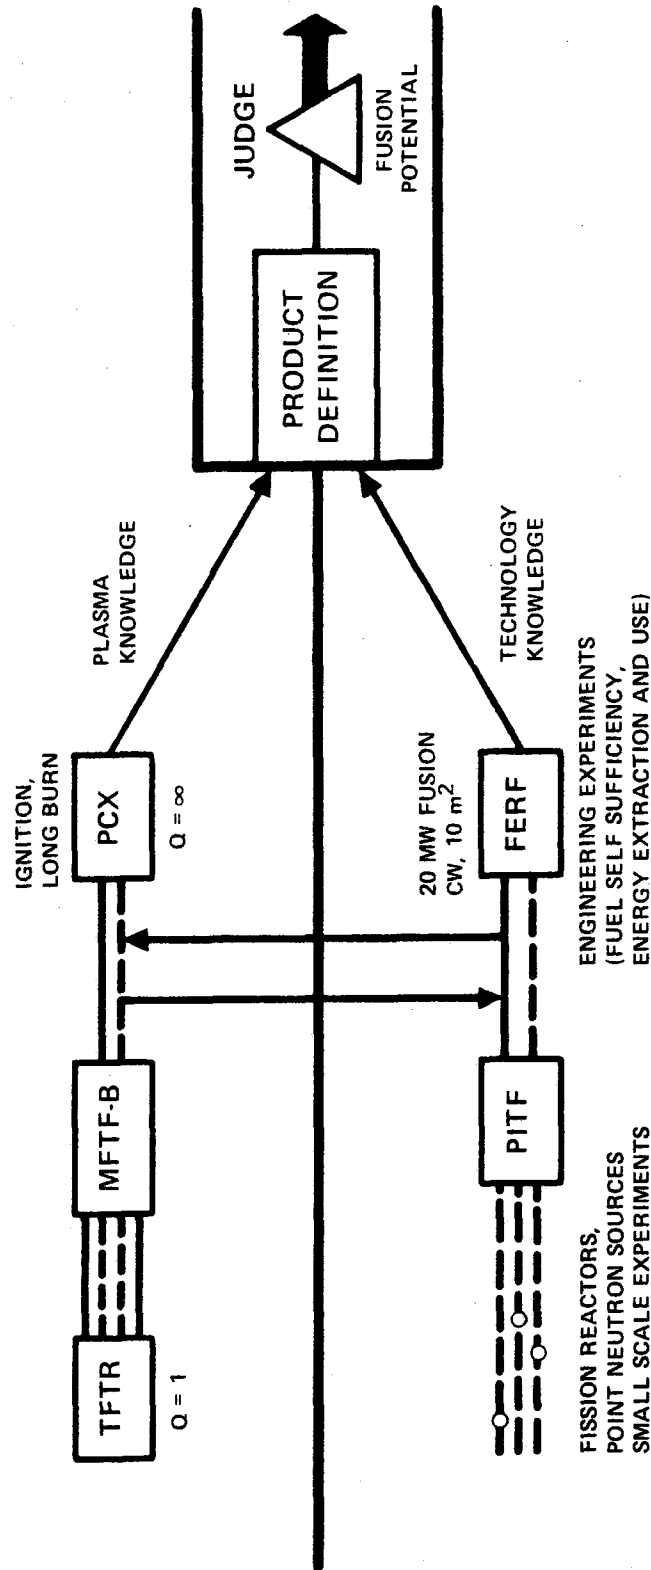 TFTR
Q = 1
MFTF-B
IGNITION,
LONG BURN
PCX
Q = ∞
PLASMA
KNOWLEDGE
PRODUCT
DEFINITION
JUDGE
FUSION
POTENTIAL
FISSION REACTORS,
POINT NEUTRON SOURCES
SMALL SCALE EXPERIMENTS
PITF
20 MW FUSION
CW, 10 m²
FERF
ENGINEERING EXPERIMENTS
(FUEL SELF SUFFICIENCY,
ENERGY EXTRACTION AND USE)
TECHNOLOGY
KNOWLEDGE